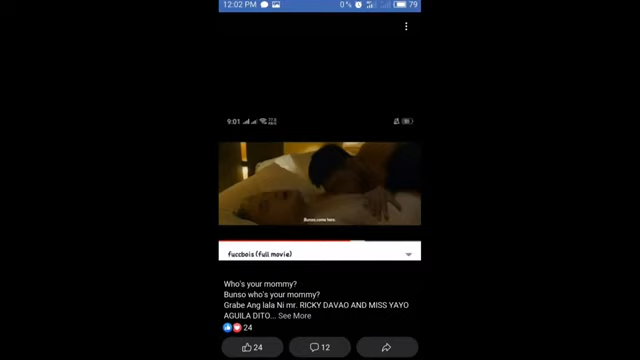 12:02 PM
0 %
79
9:01
Bunso come here.
fuccbois (full movie)
Who's your mommy?
Bunso who's your mommy?
Grabe Ang lala Ni mr. RICKY DAVAO AND MISS YAYO
AGUILA DITO... See More
24
24
12